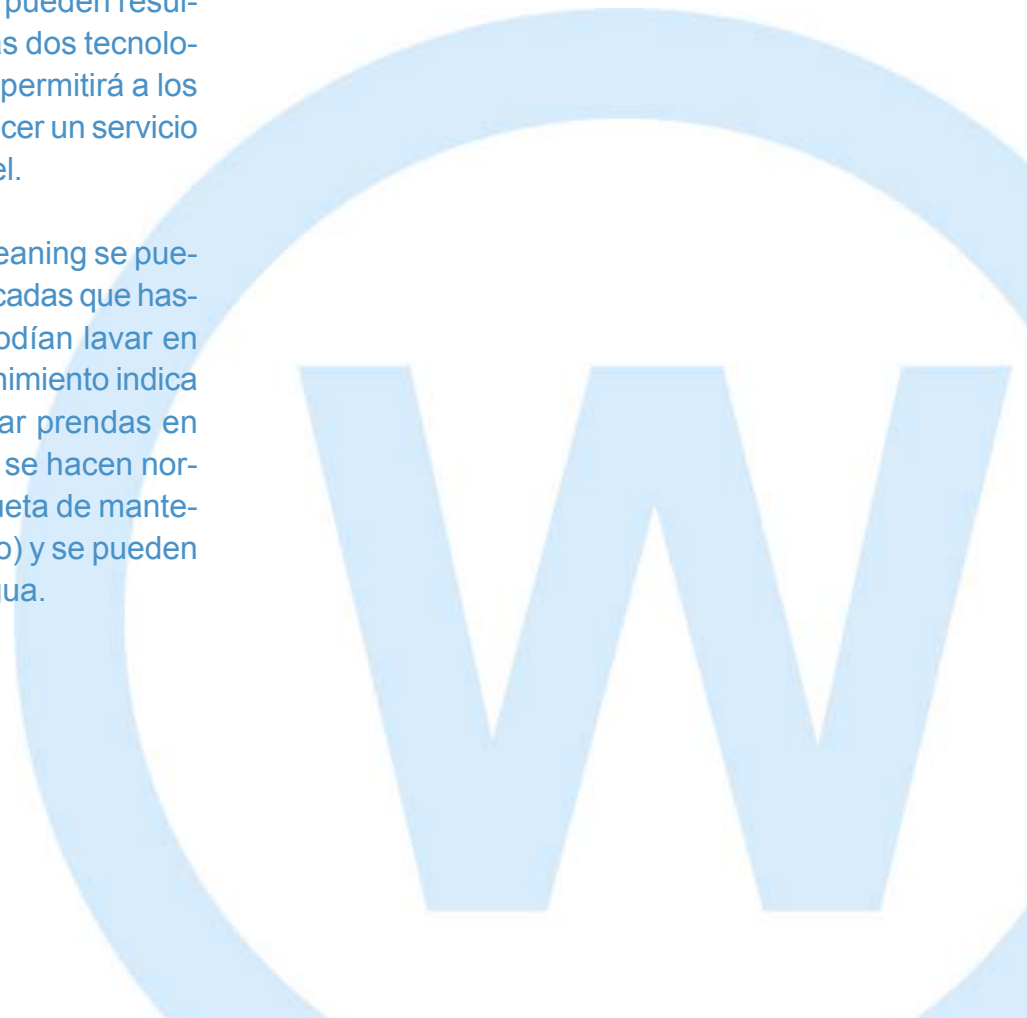 pueden resul-
as dos tecnolo-
permitirá a los
cer un servicio
el.
eaning se pue-
cadas que has-
odían lavar en
nimiento indica
ar prendas en
se hacen nor-
ueta de mante-
o) y se pueden
gua.
W